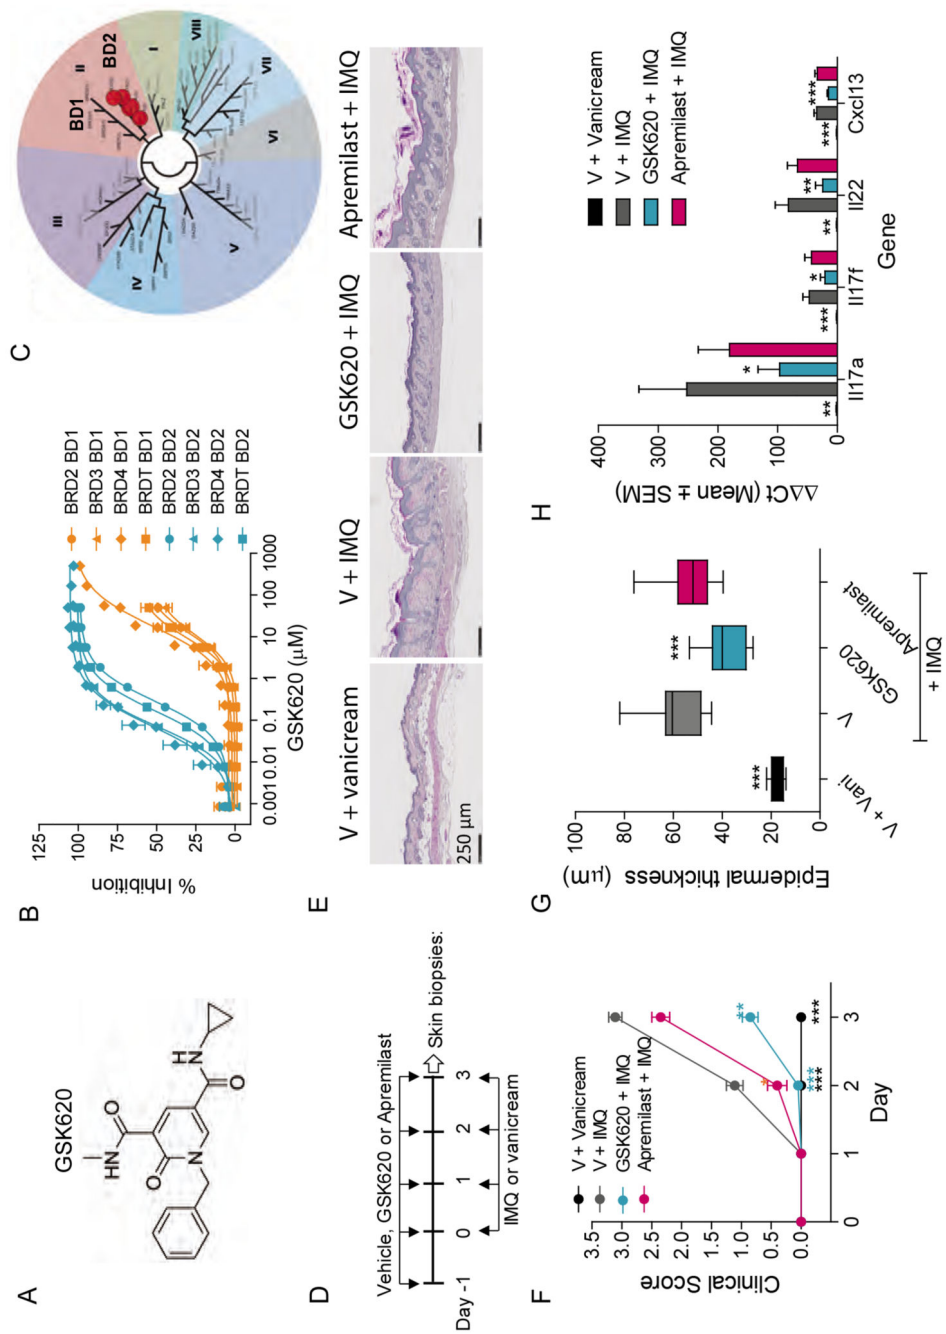 A
GSK620
HN
O
O
N
H
N
O
B
% Inhibition
125
100
75
50
25
0
0.001
0.01
0.1
1
10
100
1000
GSK620 (μM)
BRD2 BD1
BRD3 BD1
BRD4 BD1
BRDT BD1
BRD2 BD2
BRD3 BD2
BRD4 BD2
BRDT BD2
C
BD1
BD2
I
II
III
IV
V
VI
VII
VIII
D
Vehicle, GSK620 or Apremilast
Day -1 0 1 2 3
Skin biopsies:
IMQ or vanicream
E
V + vanicream
V + IMQ
GSK620 + IMQ
Apremilast + IMQ
250 μm
F
Clinical Score
3.5
3.0
2.5
2.0
1.5
1.0
0.5
0.0
V + Vanicream
V + IMQ
GSK620 + IMQ
Apremilast + IMQ
*
***
***
**
***
0 1 2 3
Day
G
Epidermal thickness
(μm)
100
80
60
40
20
0
***
***
V + Vani
V
GSK620
Apremilast
+ IMQ
H
ΔΔCt (Mean ± SEM)
400
300
200
100
0
V + Vanicream
V + IMQ
GSK620 + IMQ
Apremilast + IMQ
**
*
***
*
**
**
***
***
Il17a
Il17f
Il22
Cxcl13
Gene